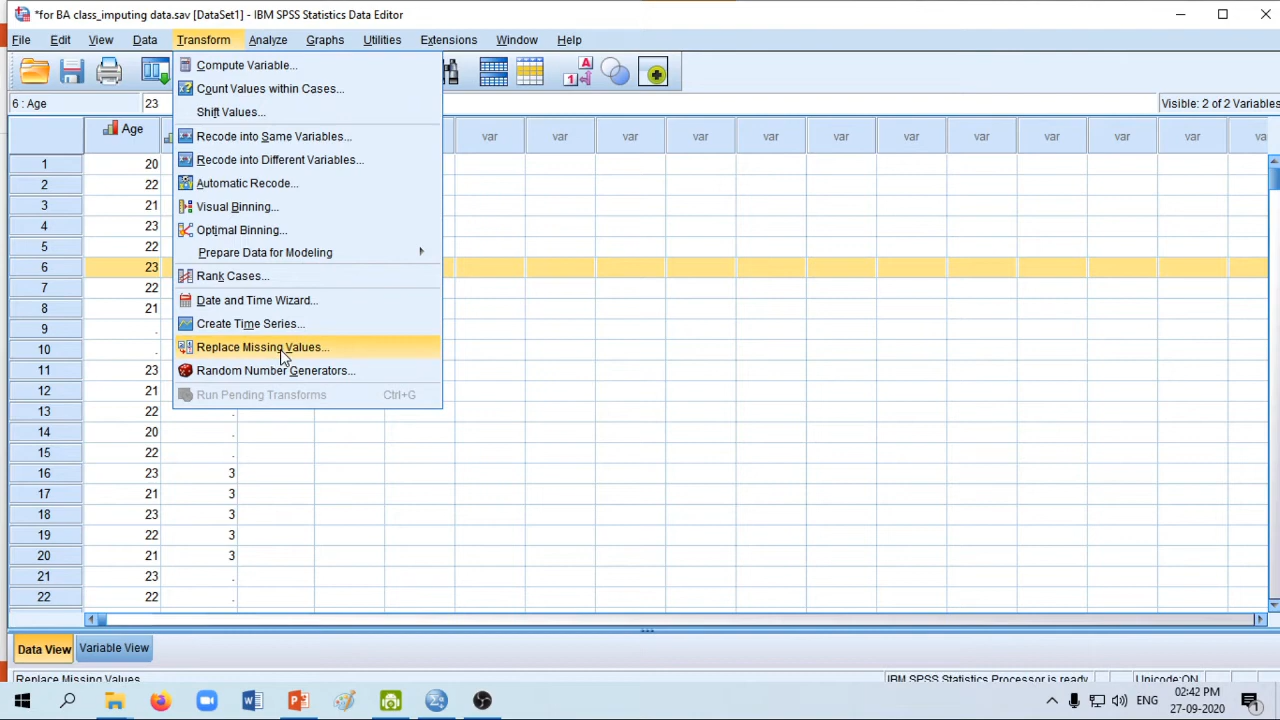 *for BA class_imputing data.sav [DataSet1] - IBM SPSS Statistics Data Editor
File Edit View Data Transform Analyze Graphs Utilities Extensions Window Help
Compute Variable...
Count Values within Cases...
Shift Values...
Recode into Same Variables...
Recode into Different Variables...
Automatic Recode...
Visual Binning...
Optimal Binning...
Prepare Data for Modeling
Rank Cases...
Date and Time Wizard...
Create Time Series...
Replace Missing Values...
Random Number Generators...
Run Pending Transforms Ctrl+G
6 : Age 23 Visible: 2 of 2 Variables
Age var var var var var var var var var var var va
1 20
2 22
3 21
4 23
5 22
6 23
7 22
8 21
9 .
10 .
11 23
12 21
13 22 .
14 20 .
15 22 .
16 23 3
17 21 3
18 23 3
19 22 3
20 21 3
21 23 .
22 22 .
Data View Variable View
Replace Missing Values... IBM SPSS Statistics Processor is ready Unicode:ON
ENG 02:42 PM
27-09-2020 1